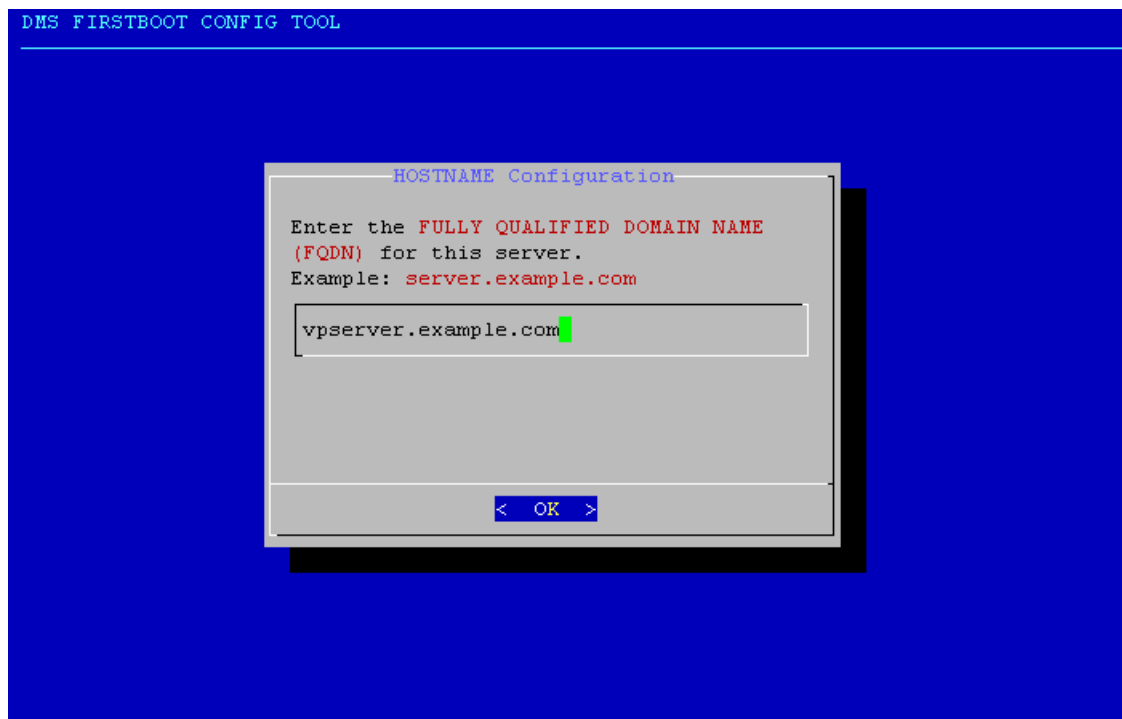 DMS FIRSTBOOT CONFIG TOOL
HOSTNAME Configuration
Enter the FULLY QUALIFIED DOMAIN NAME
(FQDN) for this server.
Example: server.example.com
vpserver.example.com
< OK >